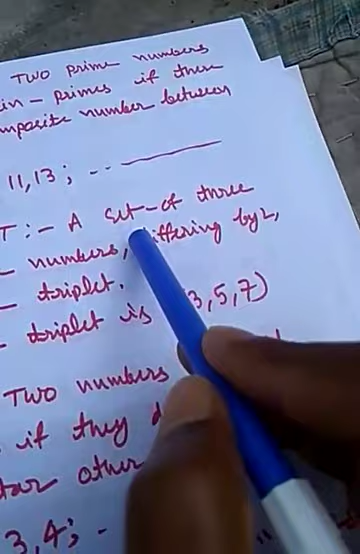 TWO prime numbers
in-primes if there
mposite number between
11,13; ..
T:- A set of three
numbers, differing by 2,
triplet.
triplet is 3,5,7)
TWO numbers
if they
other
3,4; .